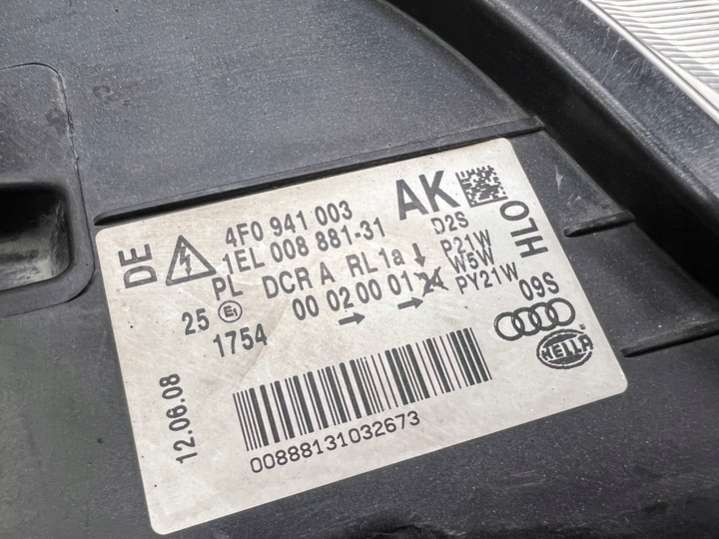 DE
4F0 941 003
1EL 008 881-31
PL DCR A RL 1a
25 E1 00 02 00 01
1754
AK
D2S
P21W
W5W
PY21W
HLO
09S
HELLA
12.06.08
00888131032673